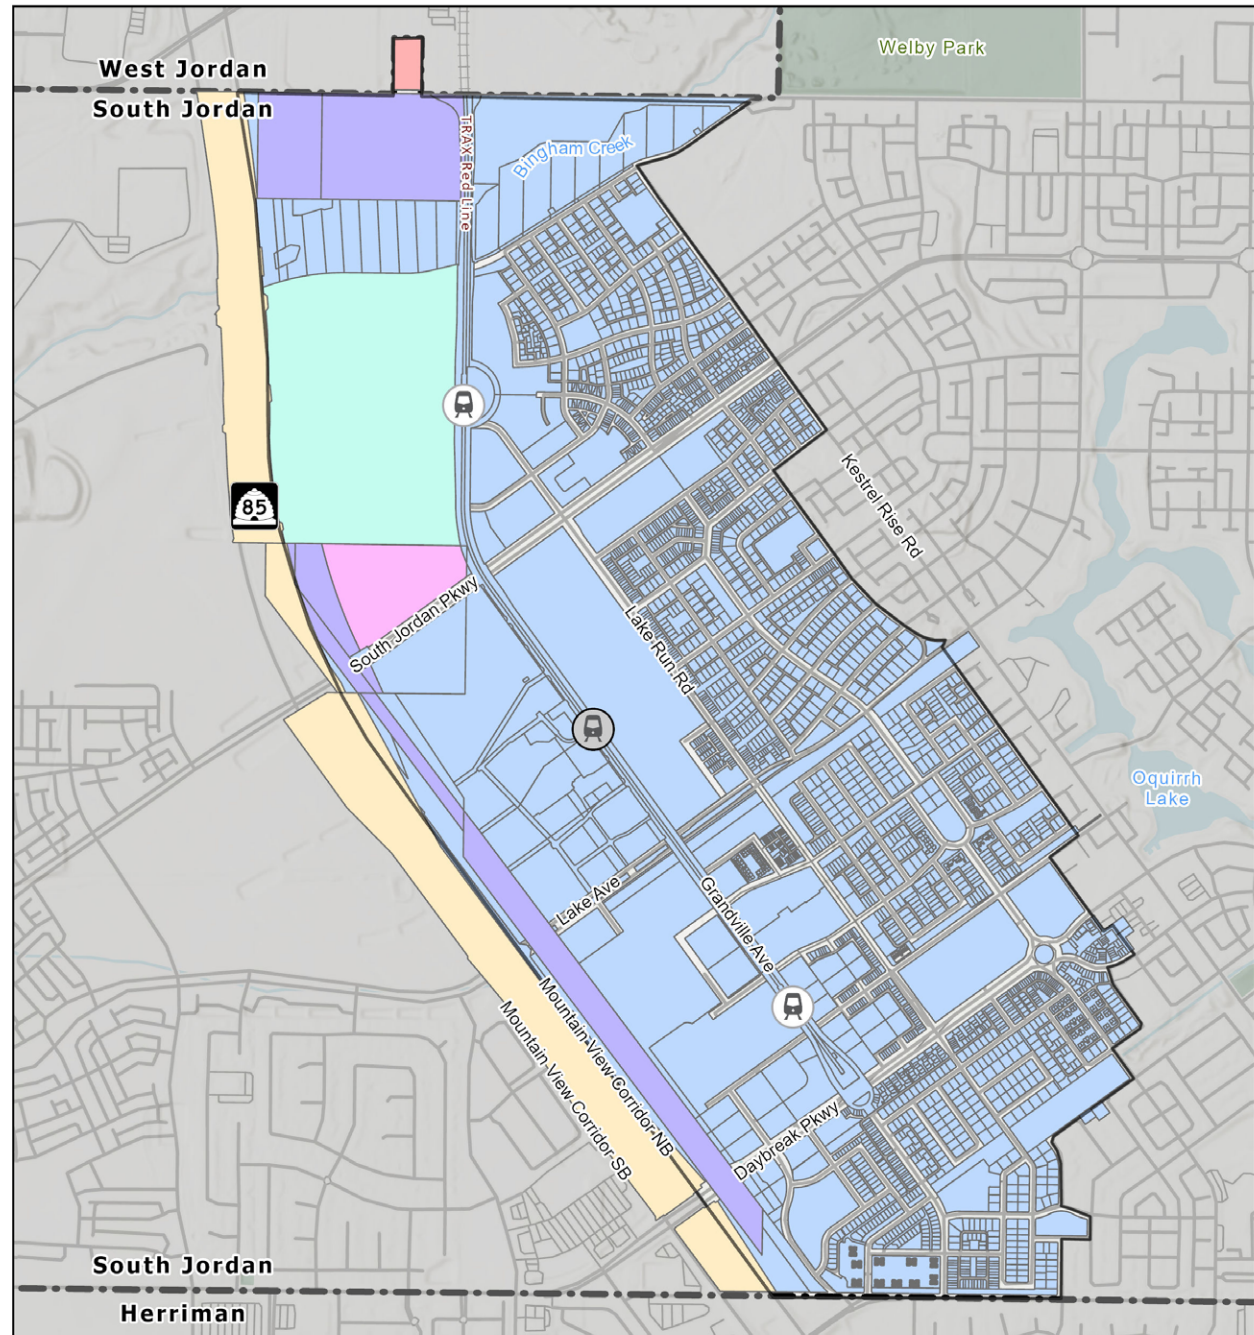 Welby Park
West Jordan
South Jordan
TRAX Red Line
Bingham Creek
Kestrel Rise Rd
85
South Jordan Pkwy
Lake Run Rd
Oquirrh
Lake
Lake Ave
Grandville Ave
Mountain View Corridor NB
Mountain View Corridor SB
Daybreak Pkwy
South Jordan
Herriman